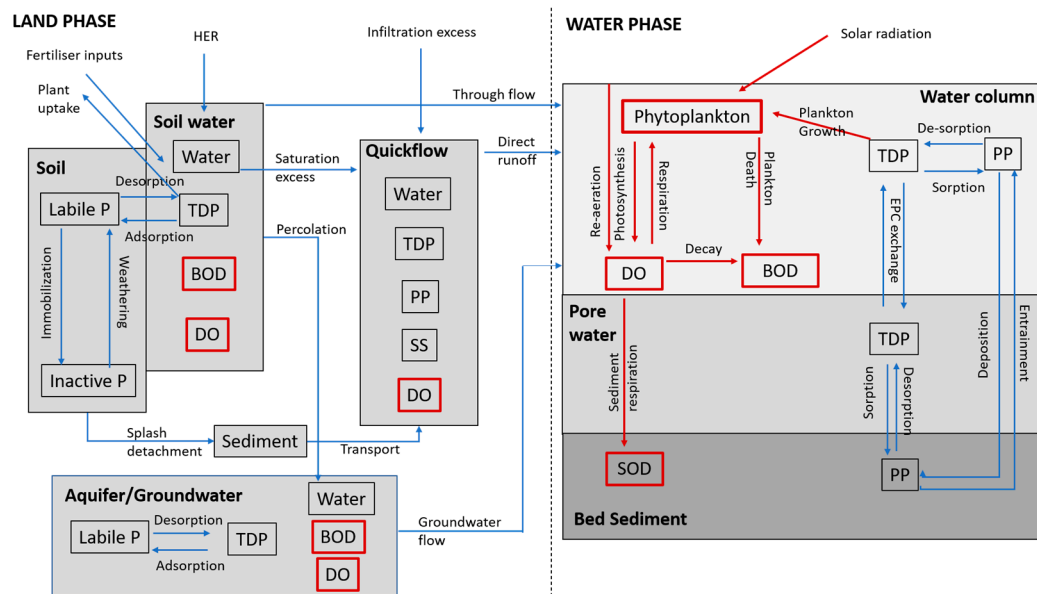 LAND PHASE
HER
Infiltration excess
Fertiliser inputs
Plant
uptake
Soil water
Through flow
Water
Saturation
excess
Quickflow
Direct
runoff
Soil
Desorption
Labile P
TDP
Adsorption
Percolation
Water
TDP
PP
SS
DO
BOD
DO
Immobilization
Weathering
Inactive P
Splash
detachment
Sediment
Transport
Aquifer/Groundwater
Water
Desorption
Labile P
TDP
Adsorption
BOD
DO
Groundwater
flow
WATER PHASE
Solar radiation
Water column
Phytoplankton
Plankton
Growth
De-sorption
TDP
PP
Sorption
Re-aeration
Photosynthesis
Respiration
Plankton
Death
EPC exchange
Decay
DO
BOD
Pore
water
TDP
Deposition
Entrainment
Sediment
respiration
Sorption
Desorption
SOD
PP
Bed Sediment